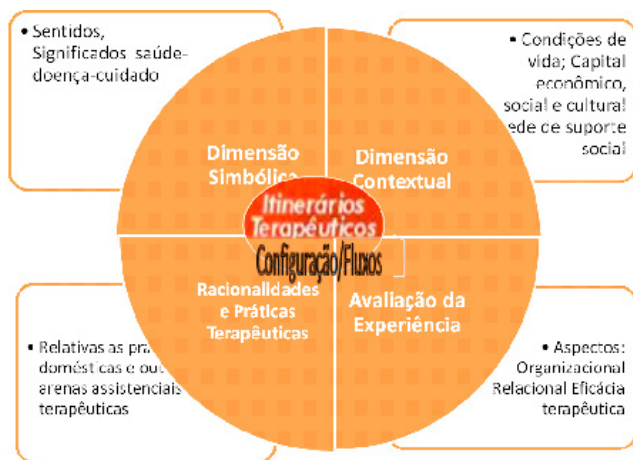 • Sentidos,
Significados saúde-
doença-cuidado
• Condições de
vida; Capital
econômico,
social e cultural
ede de suporte
social
Dimensão
Simbólica
Dimensão
Contextual
Itinerários
Terapêuticos
Configuração/Fluxos
Racionalidades
e Práticas
Terapêuticas
Avaliação da
Experiência
• Relativas as pra
domésticas e out
arenas assistenciais
terapêuticas
• Aspectos:
Organizacional
Relacional Eficácia
terapêutica